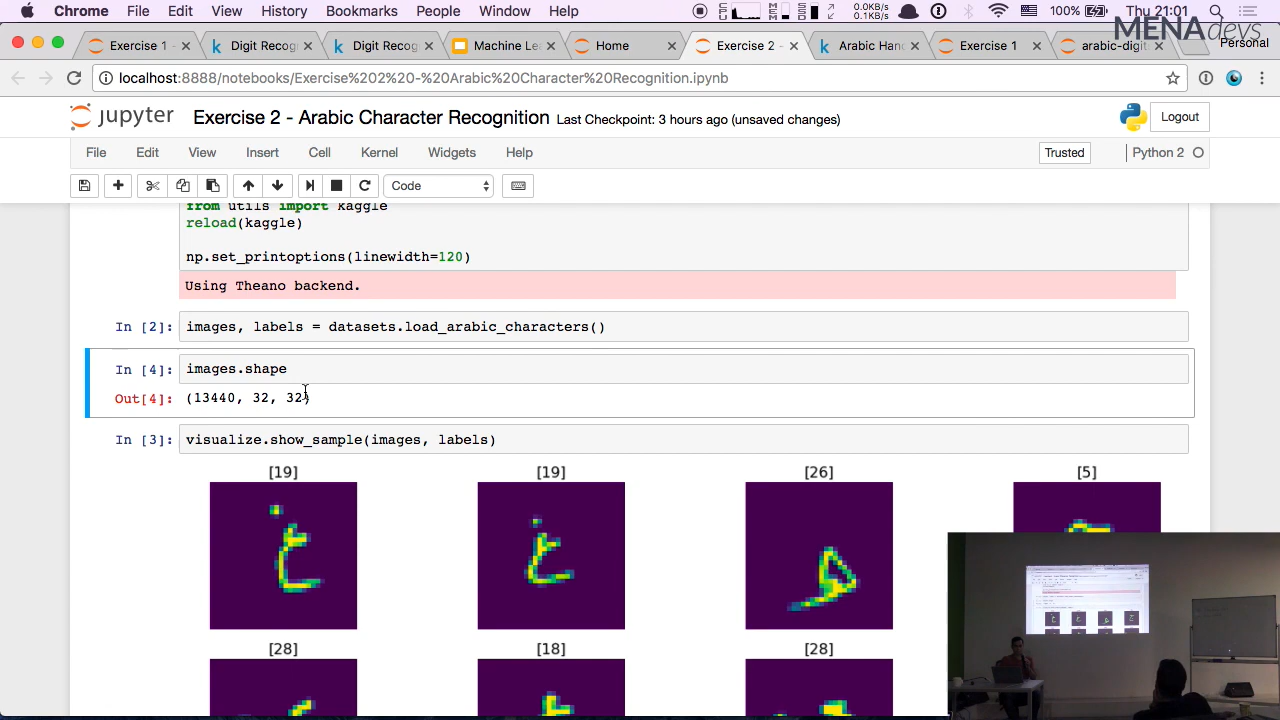 Chrome File Edit View History Bookmarks People Window Help
0.0KB/s
0.1KB/s
100%
Thu 21:01
MENAdevs
Exercise 1 -
Digit Recog
Digit Recog
Machine Le
Home
Exercise 2 -
Arabic Han
Exercise 1
arabic-digit
Personal
localhost:8888/notebooks/Exercise%202%20-%20Arabic%20Character%20Recognition.ipynb
jupyter Exercise 2 - Arabic Character Recognition Last Checkpoint: 3 hours ago (unsaved changes)
Logout
File Edit View Insert Cell Kernel Widgets Help
Trusted
Python 2
Code
from utils import kaggle
reload(kaggle)
np.set_printoptions(linewidth=120)
Using Theano backend.
In [2]: images, labels = datasets.load_arabic_characters()
In [4]: images.shape
Out[4]: (13440, 32, 32)
In [3]: visualize.show_sample(images, labels)
[19] [19] [26] [5]
غ غ ه
[28] [18] [28]